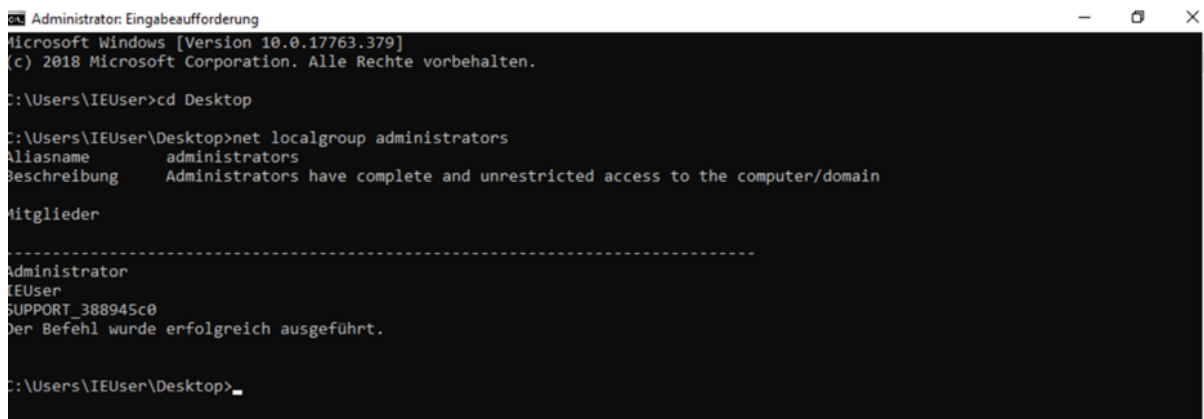 Administrator: Eingabeaufforderung
Microsoft Windows [Version 10.0.17763.379]
(c) 2018 Microsoft Corporation. Alle Rechte vorbehalten.
C:\Users\IEUser>cd Desktop
C:\Users\IEUser\Desktop>net localgroup administrators
Aliasname administrators
Beschreibung Administrators have complete and unrestricted access to the computer/domain
Mitglieder
-------------------------------------------------------------------------------
Administrator
IEUser
SUPPORT_388945c0
Der Befehl wurde erfolgreich ausgeführt.
C:\Users\IEUser\Desktop>